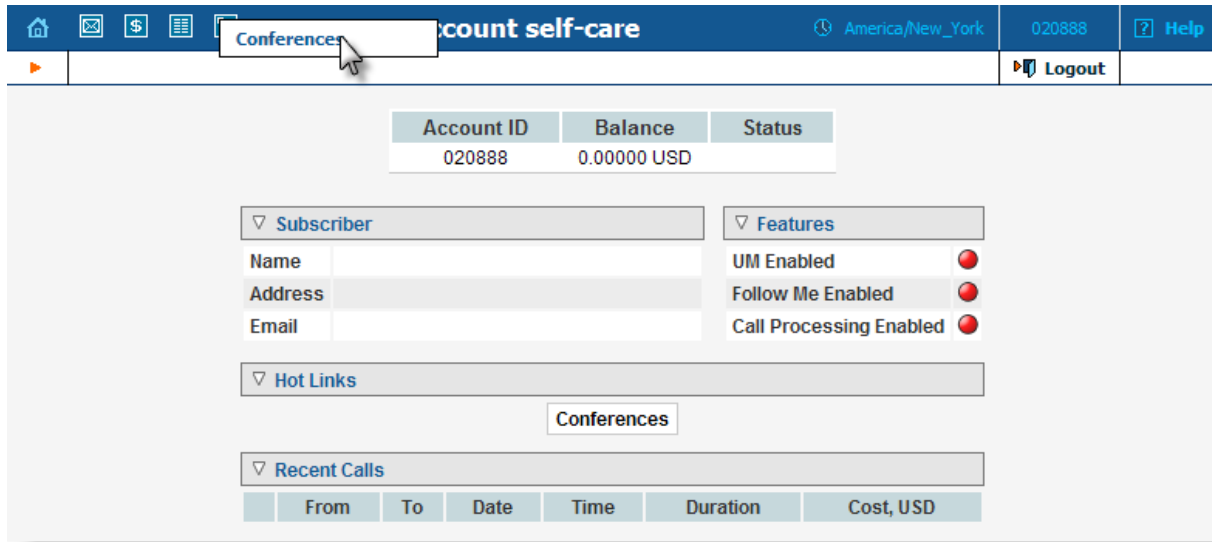 Conferences
ccount self-care
America/New_York
020888
? Help
Logout
Account ID Balance Status
020888 0.00000 USD
Subscriber
Features
Name
UM Enabled
Address
Follow Me Enabled
Email
Call Processing Enabled
Hot Links
Conferences
Recent Calls
From To Date Time Duration Cost, USD